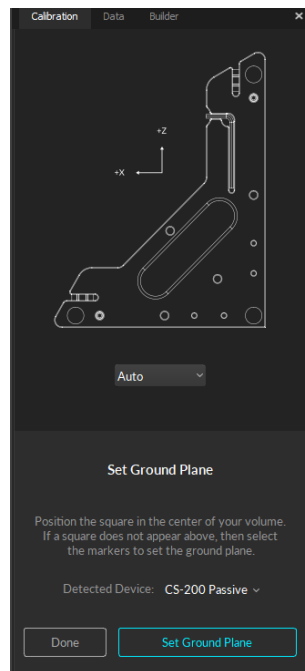 Calibration Data Builder ×
+Z
+X
Auto
Set Ground Plane
Position the square in the center of your volume.
If a square does not appear above, then select
the markers to set the ground plane.
Detected Device: CS-200 Passive
Done Set Ground Plane